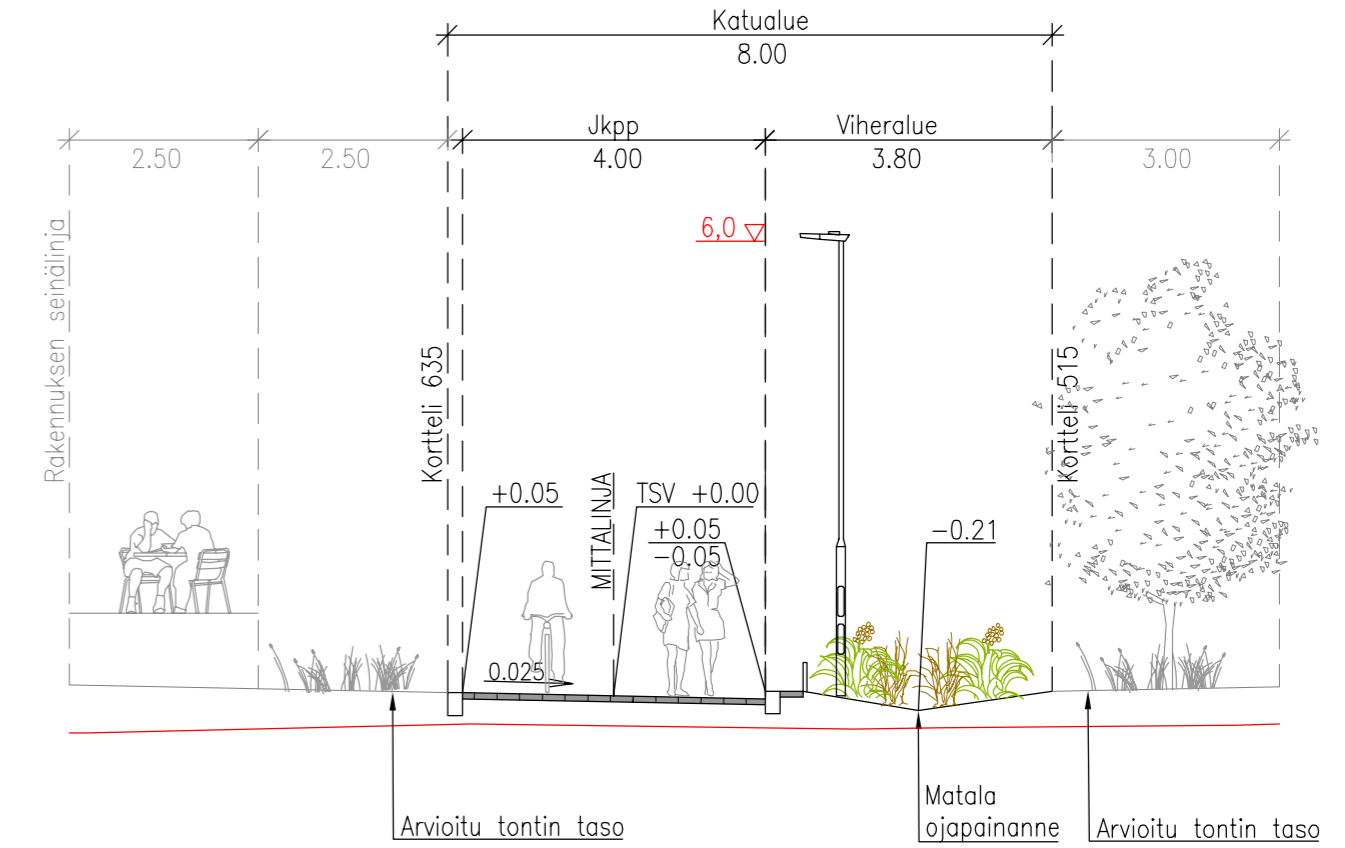 Katualue
8.00
Jkpp
Viheralue
2.50
2.50
4.00
3.80
3.00
6,0
Rakennuksen seinälinja
Kortteli 635
Kortteli 515
+0.05
MITTALINJA
TSV +0.00
+0.05
-0.05
-0.21
0.025
Arvioitu tontin taso
Matala
ojapainanne
Arvioitu tontin taso